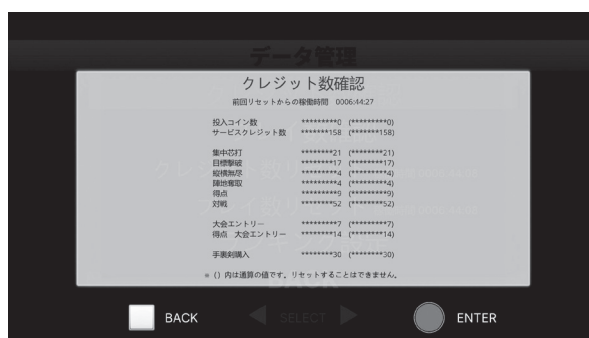 データ管理
クレジット数確認
前回リセットからの稼働時間 0006:44:27
投入コイン数 *********0 (*********0)
サービスクレジット数 *******158 (*******158)
集中芯打 ********21 (********21)
目標撃破 ********17 (********17)
縦横無尽 *********4 (*********4)
陣地奪取 *********4 (*********4)
得点 *********9 (*********9)
対戦 ********52 (********52)
大会エントリー *********7 (*********7)
得点 大会エントリー ********14 (********14)
手裏剣購入 ********30 (********30)
※ () 内は通算の値です。リセットすることはできません。
BACK
BACK ◀ SELECT ▶ ENTER